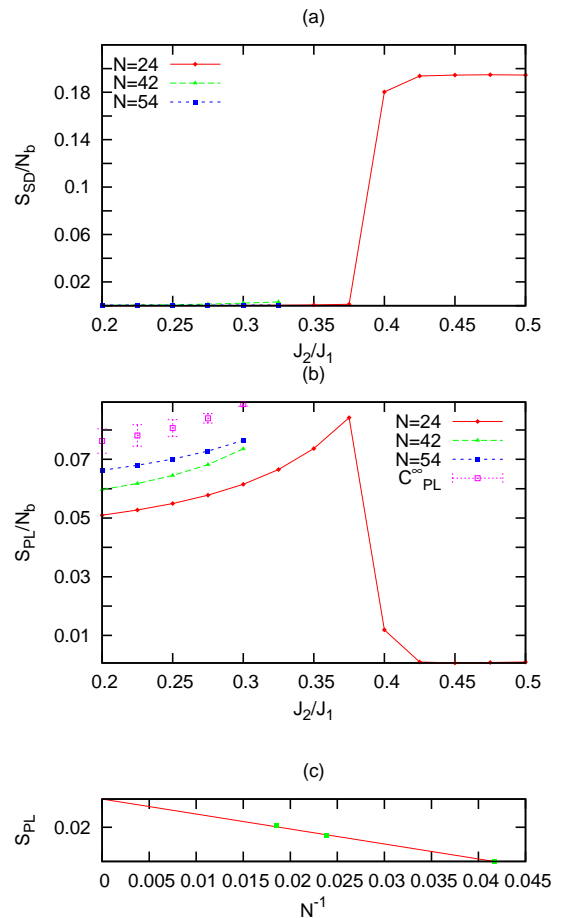 (a)
S_SD/N_b
0.18
0.14
0.1
0.06
0.02
N=24
N=42
N=54
0.2 0.25 0.3 0.35 0.4 0.45 0.5
J_2/J_1
(b)
S_PL/N_b
0.07
0.05
0.03
0.01
N=24
N=42
N=54
C^∞_PL
0.2 0.25 0.3 0.35 0.4 0.45 0.5
J_2/J_1
(c)
S_PL
0.02
0 0.005 0.01 0.015 0.02 0.025 0.03 0.035 0.04 0.045
N^-1